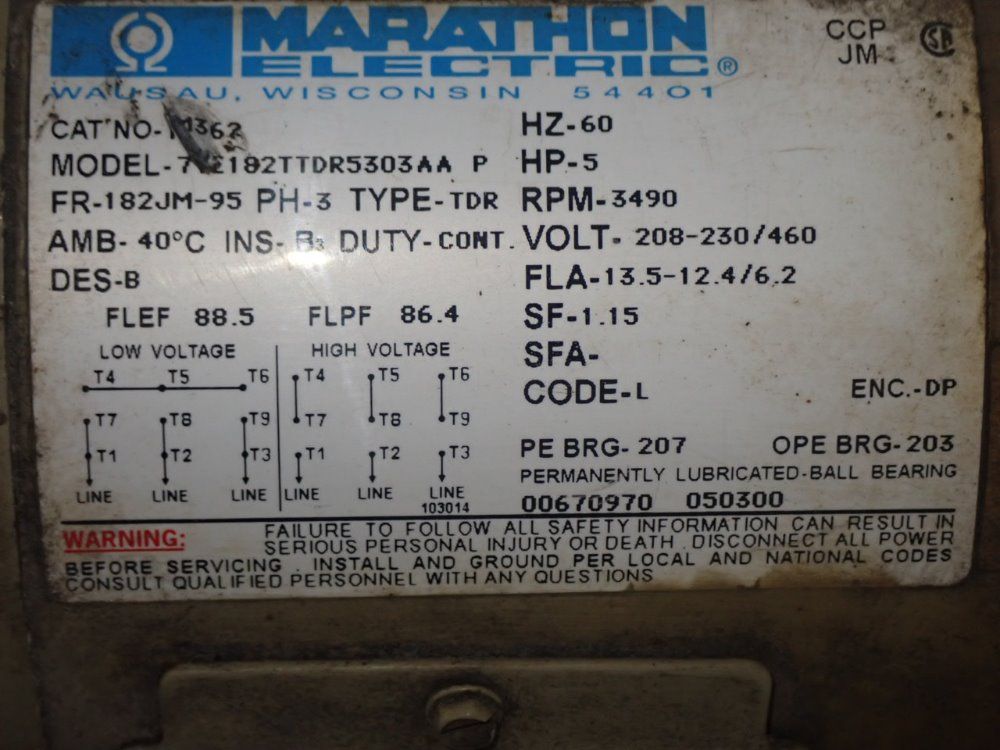 MARATHON
ELECTRIC®
WAUSAU, WISCONSIN 54401
CCP
JM
SA
CAT NO-
MODEL- P
FR-182JM-95 PH-3 TYPE-TDR
AMB- 40°C INS- DUTY-CONT.
DES-B
FLEF 88.5 FLPF 86.4
HZ-60
HP-5
RPM-3490
VOLT- 208-230/460
FLA-13.5-12.4/6.2
SF-1.15
SFA-
CODE-L ENC.-DP
LOW VOLTAGE
T4 T5 T6
T7 T8 T9
T1 T2 T3
LINE LINE LINE
HIGH VOLTAGE
T4 T5 T6
T7 T8 T9
T1 T2 T3
LINE LINE LINE
103014
PE BRG- 207 OPE BRG- 203
PERMANENTLY LUBRICATED-BALL BEARING
00670970 050300
WARNING: FAILURE TO FOLLOW ALL SAFETY INFORMATION CAN RESULT IN
SERIOUS PERSONAL INJURY OR DEATH. DISCONNECT ALL POWER
BEFORE SERVICING . INSTALL AND GROUND PER LOCAL AND NATIONAL CODES
CONSULT QUALIFIED PERSONNEL WITH ANY QUESTIONS